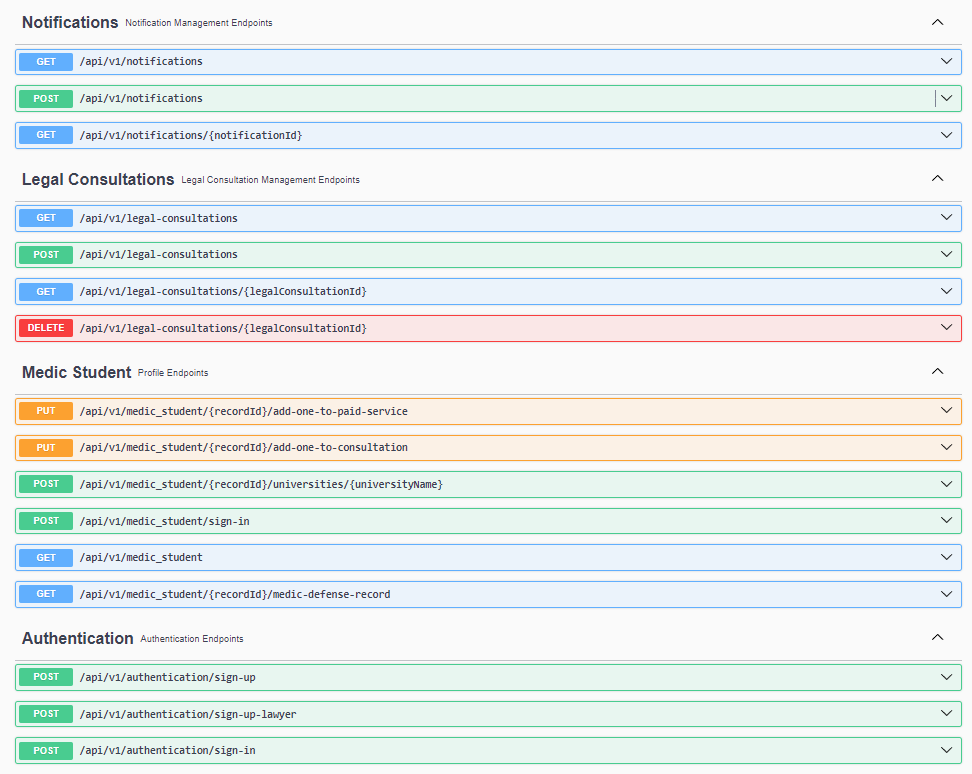 Notifications Notification Management Endpoints
GET /api/v1/notifications
POST /api/v1/notifications
GET /api/v1/notifications/{notificationId}
Legal Consultations Legal Consultation Management Endpoints
GET /api/v1/legal-consultations
POST /api/v1/legal-consultations
GET /api/v1/legal-consultations/{legalConsultationId}
DELETE /api/v1/legal-consultations/{legalConsultationId}
Medic Student Profile Endpoints
PUT /api/v1/medic_student/{recordId}/add-one-to-paid-service
PUT /api/v1/medic_student/{recordId}/add-one-to-consultation
POST /api/v1/medic_student/{recordId}/universities/{universityName}
POST /api/v1/medic_student/sign-in
GET /api/v1/medic_student
GET /api/v1/medic_student/{recordId}/medic-defense-record
Authentication Authentication Endpoints
POST /api/v1/authentication/sign-up
POST /api/v1/authentication/sign-up-lawyer
POST /api/v1/authentication/sign-in